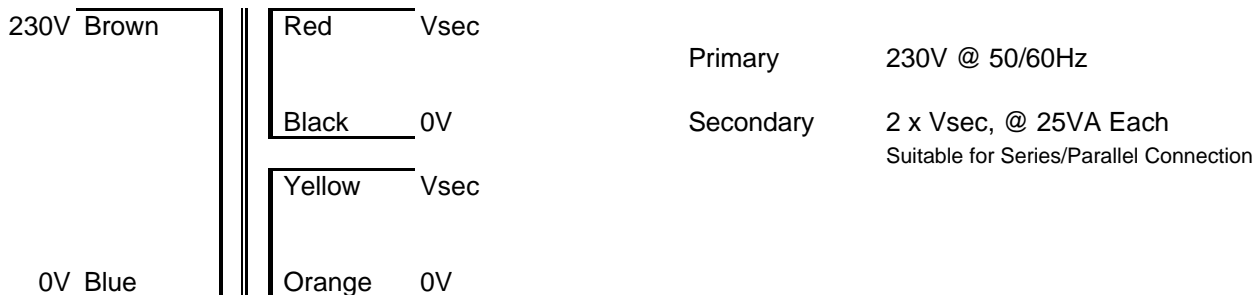 230V Brown Red Vsec
Primary 230V @ 50/60Hz
Black 0V Secondary 2 x Vsec, @ 25VA Each
Suitable for Series/Parallel Connection
Yellow Vsec
0V Blue Orange 0V